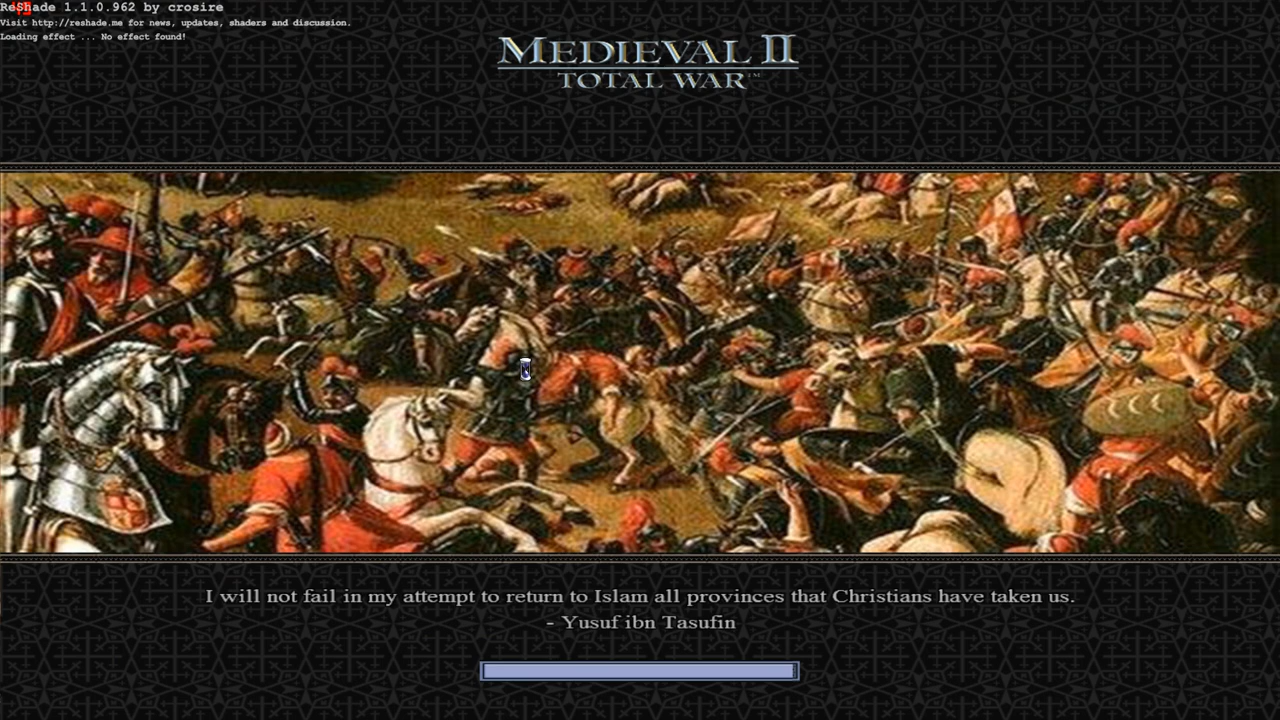 ReShade 1.1.0.962 by crosire
Visit http://reshade.me for news, updates, shaders and discussion.
Loading effect ... No effect found!
MEDIEVAL II
TOTAL WAR™
I will not fail in my attempt to return to Islam all provinces that Christians have taken us.
- Yusuf ibn Tasufin